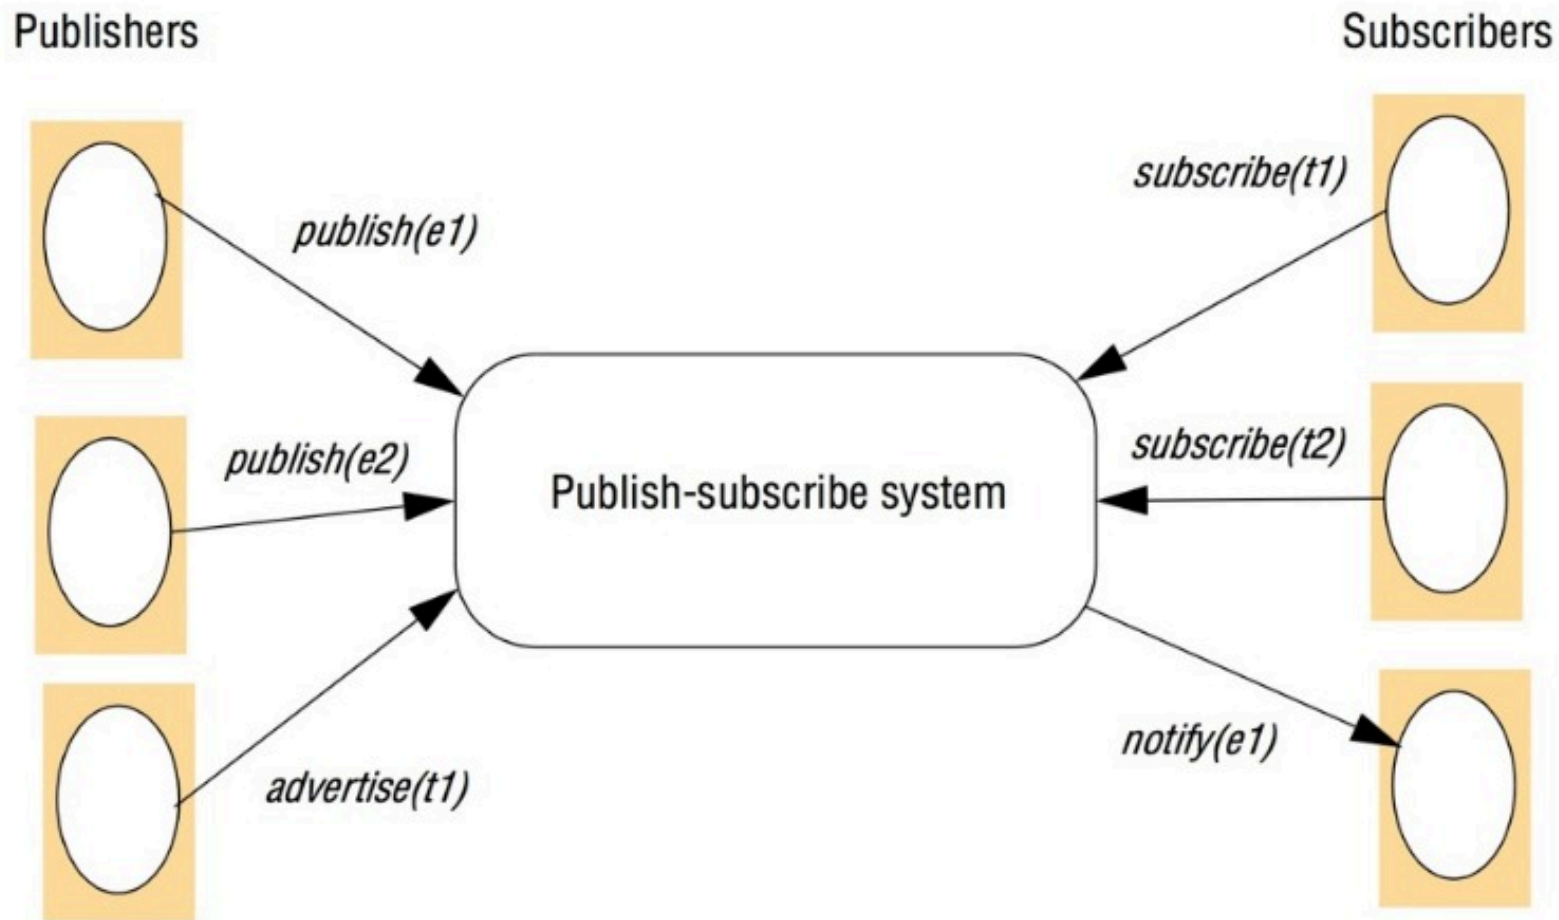 Publishers
Subscribers
publish(e1)
subscribe(t1)
publish(e2)
subscribe(t2)
Publish-subscribe system
advertise(t1)
notify(e1)